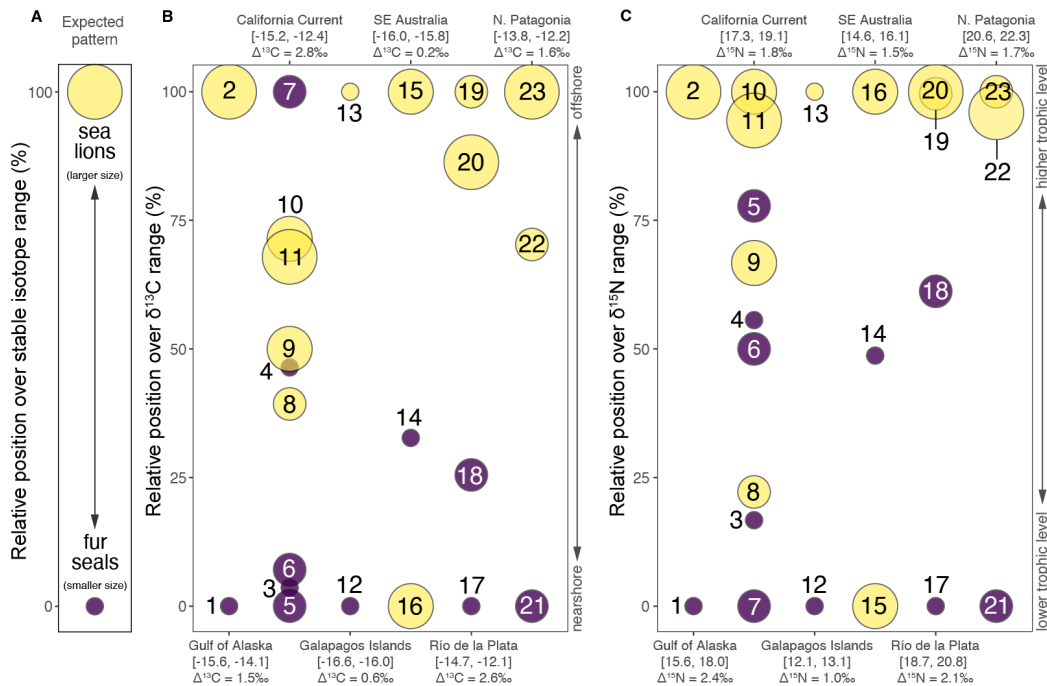 A
Expected
pattern
Relative position over stable isotope range (%)
100
0
sea
lions
(larger size)
fur
seals
(smaller size)
B
California Current
[-15.2, -12.4]
Δ¹³C = 2.8‰
SE Australia
[-16.0, -15.8]
Δ¹³C = 0.2‰
N. Patagonia
[-13.8, -12.2]
Δ¹³C = 1.6‰
Relative position over δ¹³C range (%)
100
75
50
25
0
2
7
13
15
19
23
20
10
11
22
9
4
8
14
18
6
3
5
1
12
16
17
21
offshore
nearshore
Gulf of Alaska
[-15.6, -14.1]
Δ¹³C = 1.5‰
Galapagos Islands
[-16.6, -16.0]
Δ¹³C = 0.6‰
Río de la Plata
[-14.7, -12.1]
Δ¹³C = 2.6‰
C
California Current
[17.3, 19.1]
Δ¹⁵N = 1.8‰
SE Australia
[14.6, 16.1]
Δ¹⁵N = 1.5‰
N. Patagonia
[20.6, 22.3]
Δ¹⁵N = 1.7‰
Relative position over δ¹⁵N range (%)
100
75
50
25
0
2
10
11
13
16
20
19
23
22
5
9
4
6
18
14
8
3
1
7
12
15
17
21
higher trophic level
lower trophic level
Gulf of Alaska
[15.6, 18.0]
Δ¹⁵N = 2.4‰
Galapagos Islands
[12.1, 13.1]
Δ¹⁵N = 1.0‰
Río de la Plata
[18.7, 20.8]
Δ¹⁵N = 2.1‰